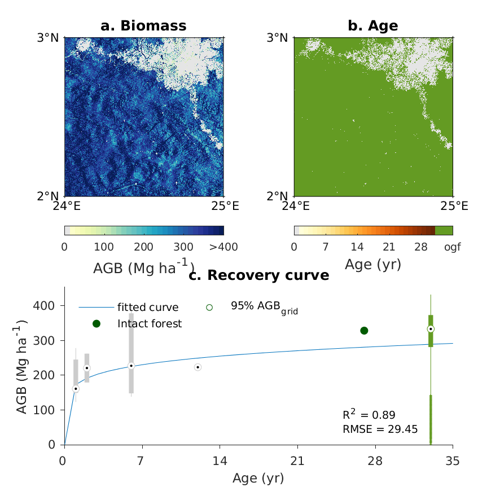 a. Biomass
b. Age
3°N
2°N
24°E
25°E
3°N
2°N
24°E
25°E
0 100 200 300 >400
AGB (Mg ha⁻¹)
0 7 14 21 28 ogf
Age (yr)
c. Recovery curve
fitted curve
95% AGB_grid
Intact forest
400
300
200
100
0
AGB (Mg ha⁻¹)
R² = 0.89
RMSE = 29.45
0 7 14 21 28 35
Age (yr)